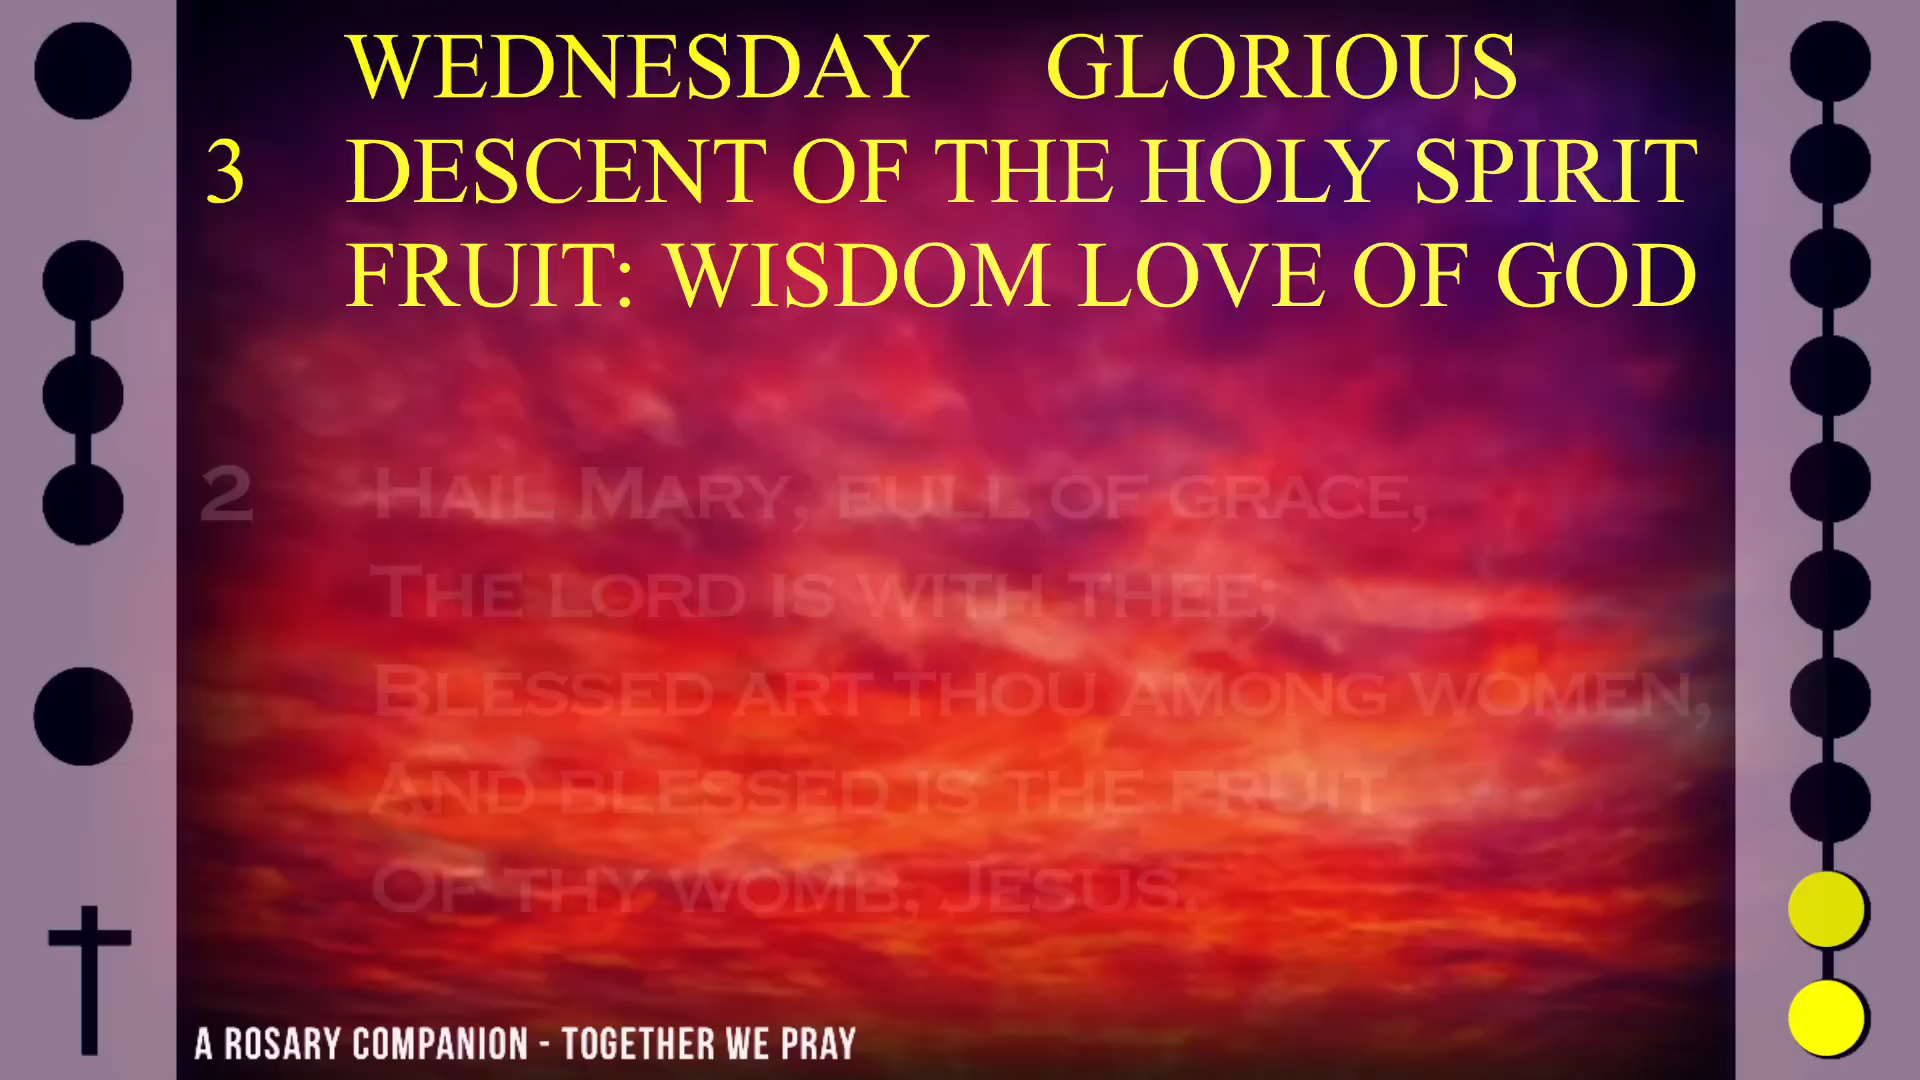 WEDNESDAY GLORIOUS
3 DESCENT OF THE HOLY SPIRIT
FRUIT: WISDOM LOVE OF GOD
2 HAIL MARY, FULL OF GRACE,
THE LORD IS WITH THEE;
BLESSED ART THOU AMONG WOMEN,
AND BLESSED IS THE FRUIT
OF THY WOMB, JESUS.
A ROSARY COMPANION - TOGETHER WE PRAY